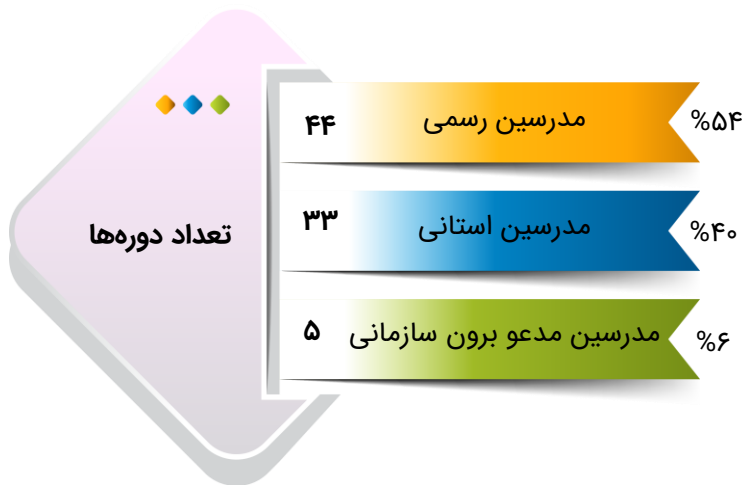 تعداد دوره‌ها
%۵۴ مدرسین رسمی ۴۴
%۴۰ مدرسین استانی ۳۳
%۶ مدرسین مدعو برون سازمانی ۵